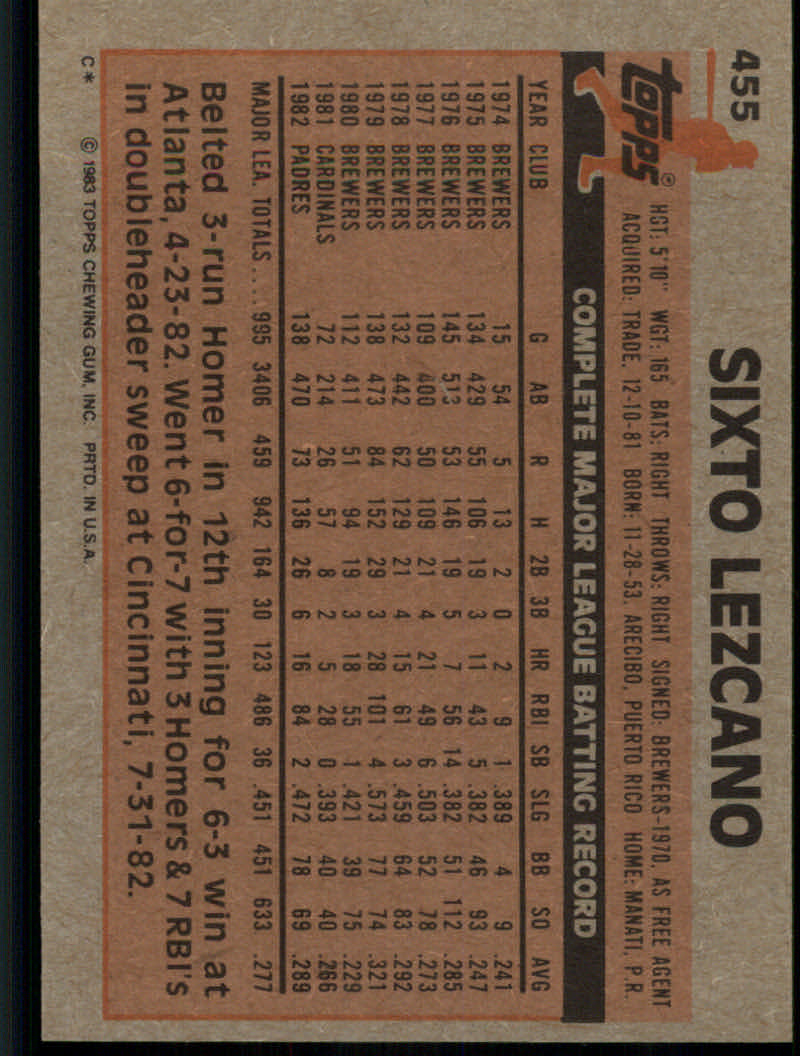 455
SIXTO LEZCANO
TOPPS®
HGT: 5'10" WGT: 165 BATS: RIGHT THROWS: RIGHT SIGNED: BREWERS-1970, AS FREE AGENT
ACQUIRED: TRADE, 12-10-81 BORN: 11-28-53, ARECIBO, PUERTO RICO HOME: MANATI, P.R.
COMPLETE MAJOR LEAGUE BATTING RECORD
YEAR CLUB G AB R H 2B 3B HR RBI SB SLG BB SO AVG
1974 BREWERS 15 54 5 13 2 0 2 9 1 .389 4 9 .241
1975 BREWERS 134 429 55 106 19 3 11 43 5 .382 46 93 .247
1976 BREWERS 145 513 53 146 19 5 7 56 14 .382 51 112 .285
1977 BREWERS 109 400 50 109 21 4 21 49 6 .503 52 78 .273
1978 BREWERS 132 442 62 129 21 4 15 61 3 .459 64 83 .292
1979 BREWERS 138 473 84 152 29 3 28 101 4 .573 77 74 .321
1980 BREWERS 112 411 51 94 19 3 18 55 1 .421 39 75 .229
1981 CARDINALS 72 214 26 57 8 2 5 28 0 .393 40 40 .266
1982 PADRES 138 470 73 136 26 6 16 84 2 .472 78 69 .289
MAJOR LEA. TOTALS.... 995 3406 459 942 164 30 123 486 36 .451 451 633 .277
Belted 3-run Homer in 12th inning for 6-3 win at
Atlanta, 4-23-82. Went 6-for-7 with 3 Homers & 7 RBI's
in doubleheader sweep at Cincinnati, 7-31-82.
C* © 1983 TOPPS CHEWING GUM, INC. PRTD. IN U.S.A.